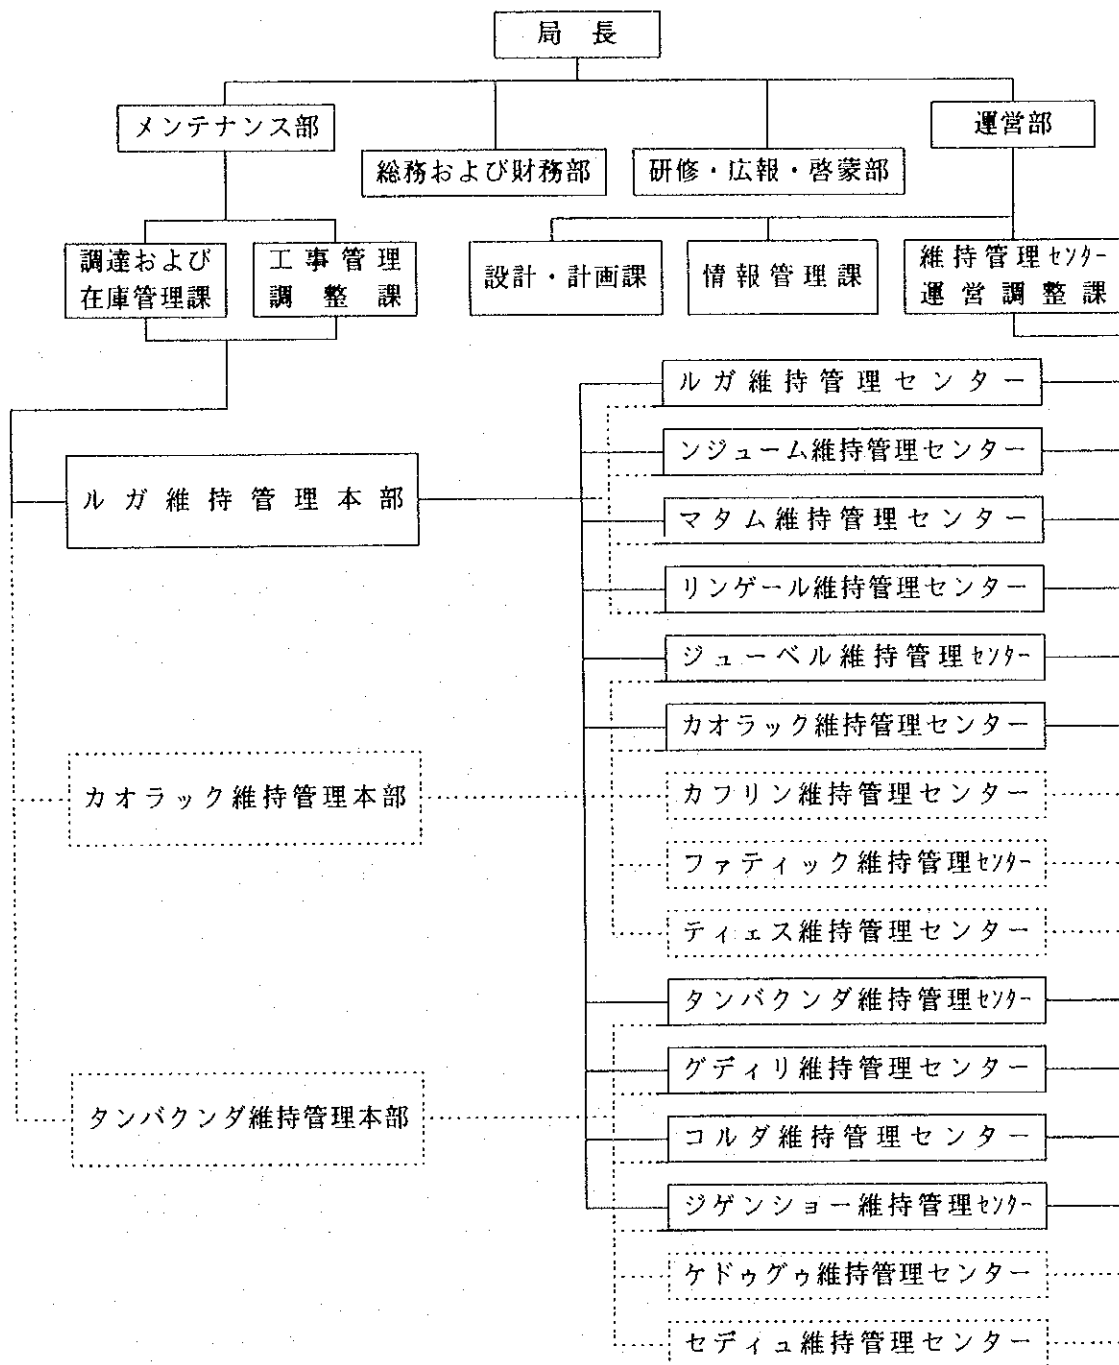 局長
メンテナンス部
運営部
総務および財務部
研修・広報・啓蒙部
調達および
在庫管理課
工事管理
調整課
設計・計画課
情報管理課
維持管理センター
運営調整課
ルガ維持管理センター
ンジューム維持管理センター
ルガ維持管理本部
マタム維持管理センター
リンゲール維持管理センター
ジューベル維持管理センター
カオラック維持管理センター
カオラック維持管理本部
カフリン維持管理センター
ファティック維持管理センター
ティェス維持管理センター
タンバクンダ維持管理センター
グディリ維持管理センター
タンバクンダ維持管理本部
コルダ維持管理センター
ジゲンショー維持管理センター
ケドゥグゥ維持管理センター
セディュ維持管理センター